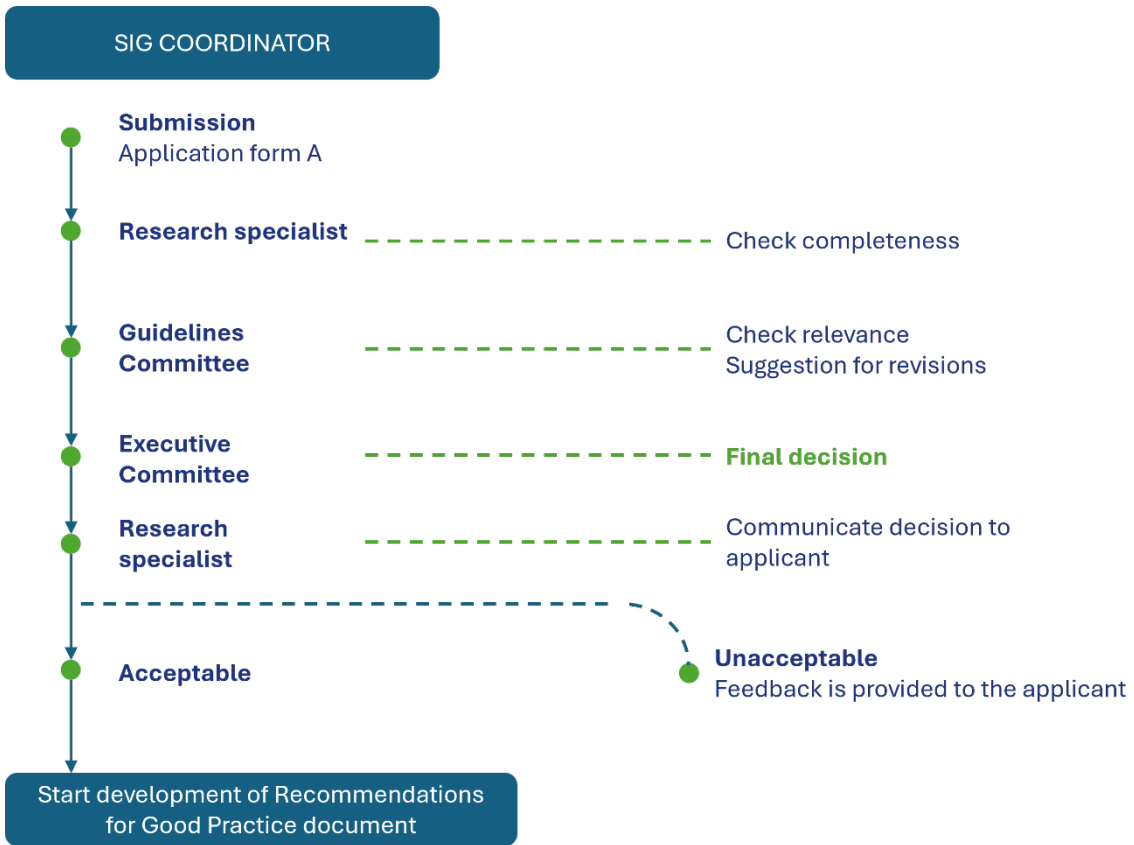 SIG COORDINATOR
Submission
Application form A
Research specialist
Check completeness
Guidelines
Committee
Check relevance
Suggestion for revisions
Executive
Committee
Final decision
Research
specialist
Communicate decision to
applicant
Acceptable
Unacceptable
Feedback is provided to the applicant
Start development of Recommendations
for Good Practice document